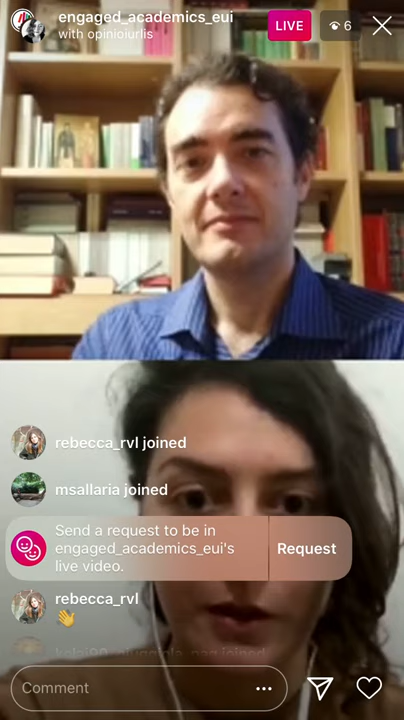 engaged_academics_eui
with opiniojurlis
LIVE
6
rebecca_rvl joined
msallaria joined
Send a request to be in
engaged_academics_eui's
live video.
Request
rebecca_rvl
👋
Comment